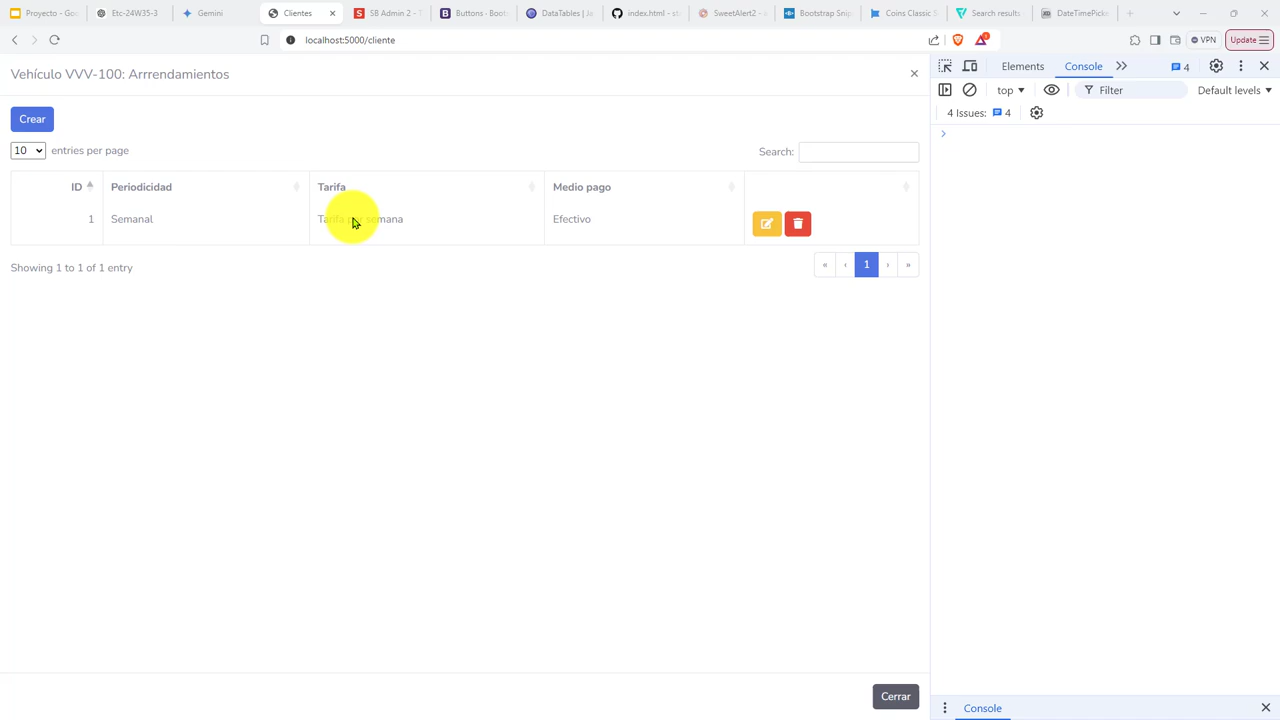 Proyecto - Goo
Etc-24W35-3
Gemini
Clientes
SB Admin 2 - T
Buttons - Boot
DataTables | Ja
index.html - sta
SweetAlert2 - a
Bootstrap Snip
Coins Classic S
Search results
DateTimePicke
localhost:5000/cliente
VPN
Update
Vehículo VVV-100: Arrrendamientos
Elements
Console
4
Crear
top
Filter
Default levels
4 Issues:
4
10
entries per page
Search:
ID
Periodicidad
Tarifa
Medio pago
1
Semanal
Tarifa por semana
Efectivo
Showing 1 to 1 of 1 entry
«
‹
1
›
»
Cerrar
Console